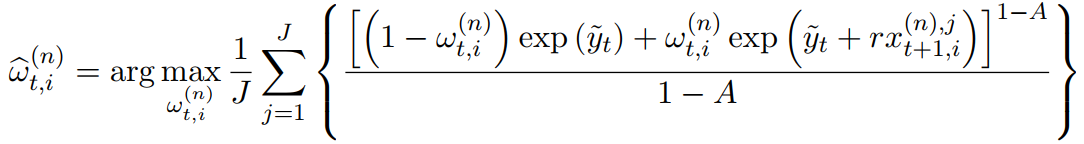 $$\widehat{\omega}_{t,i}^{(n)} = \arg\max_{\omega_{t,i}^{(n)}} \frac{1}{J} \sum_{j=1}^{J} \left\{ \frac{\left[ \left( 1 - \omega_{t,i}^{(n)} \right) \exp\left( \tilde{y}_t \right) + \omega_{t,i}^{(n)} \exp\left( \tilde{y}_t + rx_{t+1,i}^{(n),j} \right) \right]^{1-A}}{1-A} \right\}$$